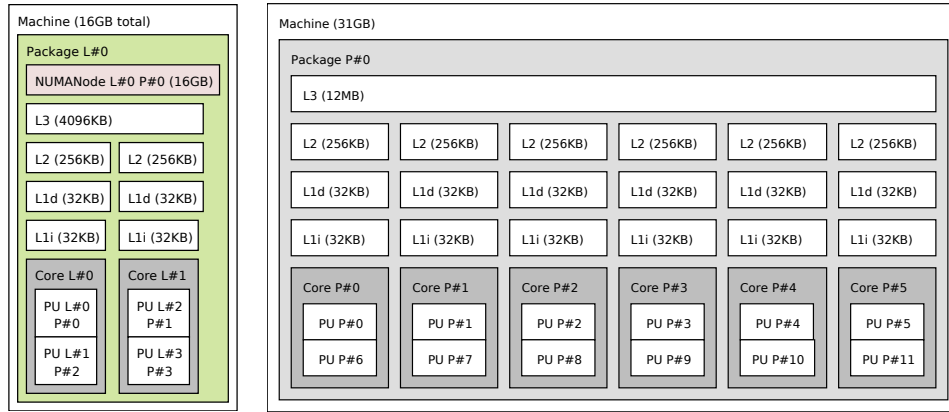 Machine (16GB total)
Package L#0
NUMANode L#0 P#0 (16GB)
L3 (4096KB)
L2 (256KB) L2 (256KB)
L1d (32KB) L1d (32KB)
L1i (32KB) L1i (32KB)
Core L#0 Core L#1
PU L#0 PU L#2
P#0 P#1
PU L#1 PU L#3
P#2 P#3
Machine (31GB)
Package P#0
L3 (12MB)
L2 (256KB) L2 (256KB) L2 (256KB) L2 (256KB) L2 (256KB) L2 (256KB)
L1d (32KB) L1d (32KB) L1d (32KB) L1d (32KB) L1d (32KB) L1d (32KB)
L1i (32KB) L1i (32KB) L1i (32KB) L1i (32KB) L1i (32KB) L1i (32KB)
Core P#0 Core P#1 Core P#2 Core P#3 Core P#4 Core P#5
PU P#0 PU P#1 PU P#2 PU P#3 PU P#4 PU P#5
PU P#6 PU P#7 PU P#8 PU P#9 PU P#10 PU P#11